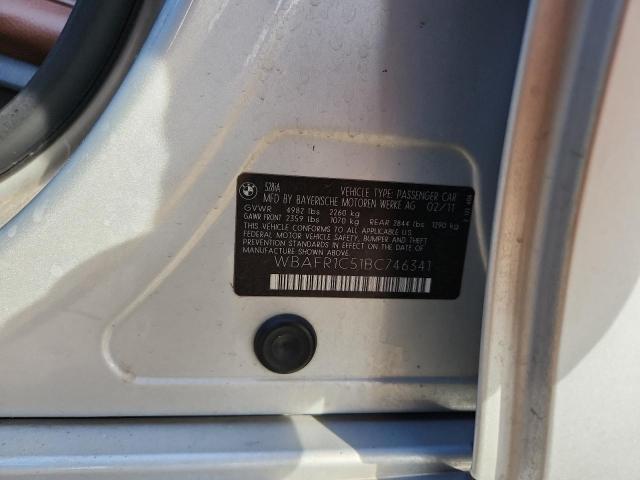 528iA VEHICLE TYPE: PASSENGER CAR
MFD BY BAYERISCHE MOTOREN WERKE AG 02/11
GVWR 4982 lbs 2260 kg
GAWR FRONT 2359 lbs 1070 kg REAR 2844 lbs 1290 kg
THIS VEHICLE CONFORMS TO ALL APPLICABLE
FEDERAL MOTOR VEHICLE SAFETY, BUMPER, AND
THEFT PREVENTION STANDARDS IN EFFECT ON THE
DATE OF MANUFACTURE SHOWN ABOVE.
WBAFR1C51BC746341